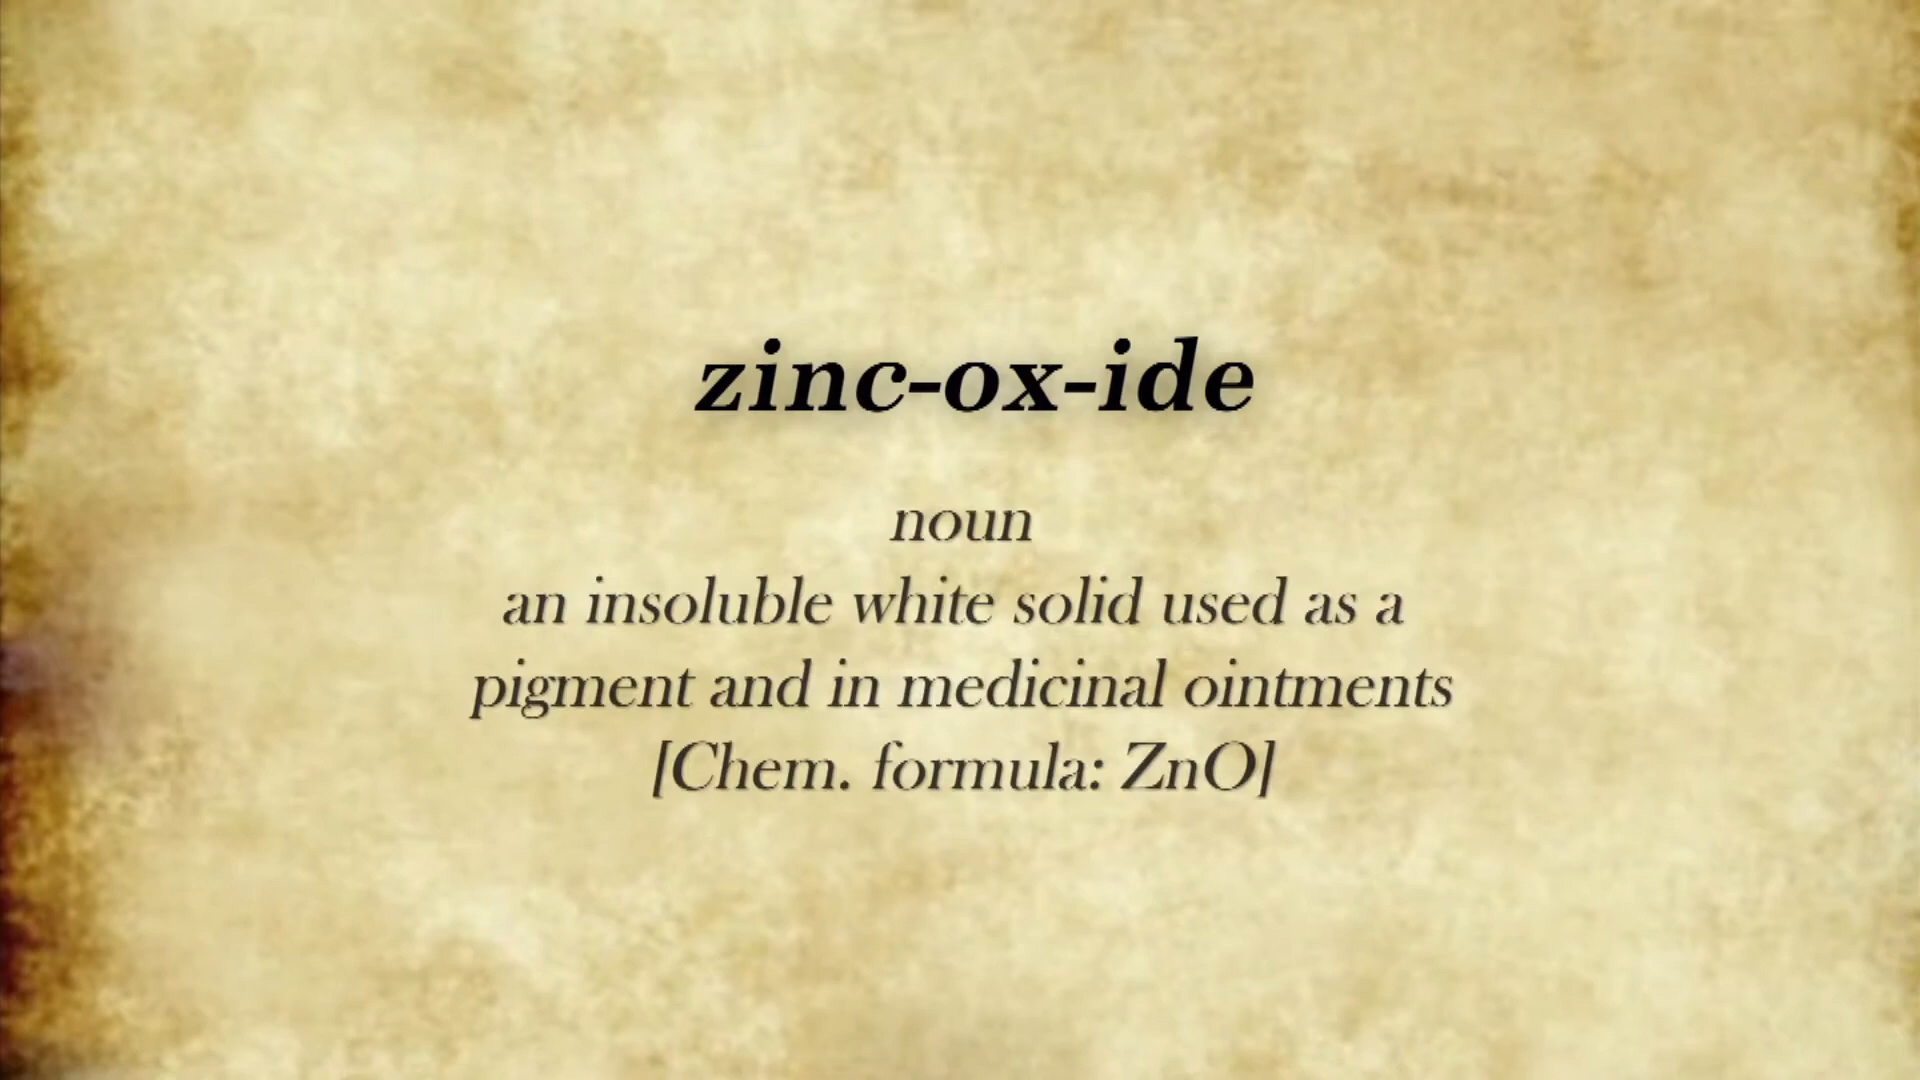 zinc-ox-ide
noun
an insoluble white solid used as a
pigment and in medicinal ointments
[Chem. formula: ZnO]